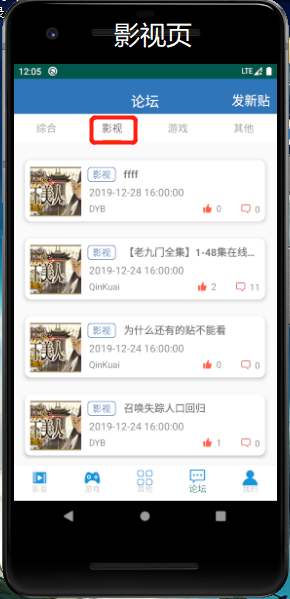 影视页
12:05 LTE
论坛 发新贴
综合 影视 游戏 其他
影视 ffff
2019-12-28 16:00:00
DYB 0 0
影视 【老九门全集】1-48集在线...
2019-12-24 16:00:00
QinKuai 2 11
影视 为什么还有的贴不能看
2019-12-24 16:00:00
QinKuai 0 0
影视 召唤失踪人口回归
2019-12-24 16:00:00
DYB 1 0
游戏 论坛 我的